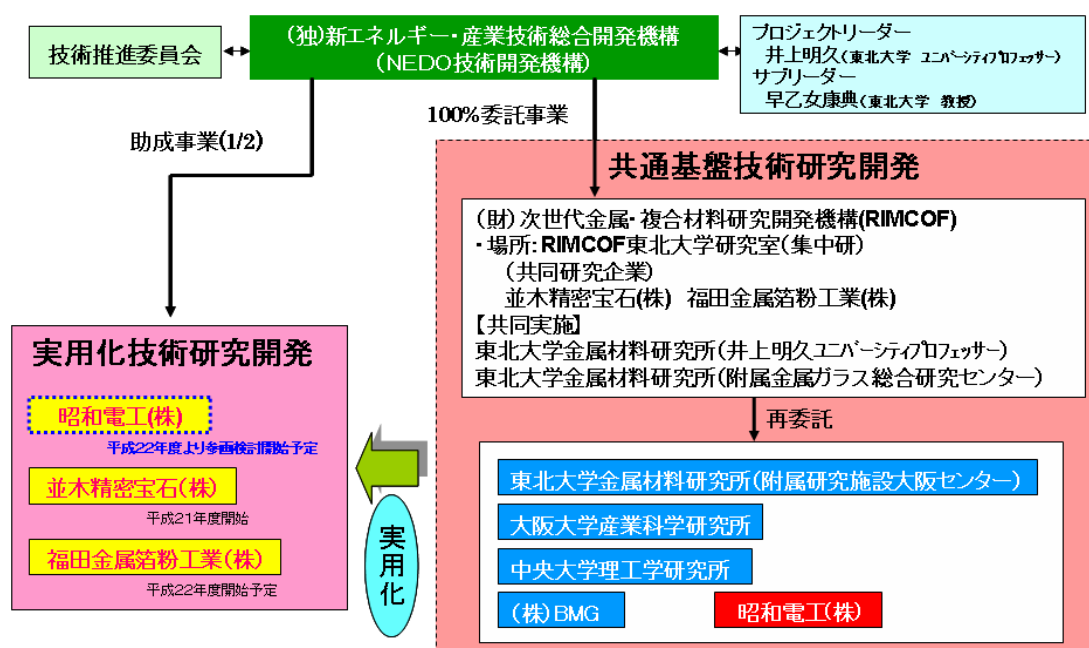 技術推進委員会
(独)新エネルギー・産業技術総合開発機構
(NEDO技術開発機構)
プロジェクトリーダー
井上明久(東北大学 ユニバーシティプロフェッサー)
サブリーダー
早乙女康典(東北大学 教授)
助成事業(1/2)
100%委託事業
共通基盤技術研究開発
(財)次世代金属・複合材料研究開発機構(RIMCOF)
・場所:RIMCOF東北大学研究室(集中研)
(共同研究企業)
並木精密宝石(株) 福田金属箔粉工業(株)
【共同実施】
東北大学金属材料研究所(井上明久ユニバーシティプロフェッサー)
東北大学金属材料研究所(附属金属ガラス総合研究センター)
再委託
東北大学金属材料研究所(附属研究施設大阪センター)
大阪大学産業科学研究所
中央大学理工学研究所
(株)BMG 昭和電工(株)
実用化技術研究開発
昭和電工(株)
平成22年度より参画検討開始予定
並木精密宝石(株)
平成21年度開始
福田金属箔粉工業(株)
平成22年度開始予定
実用化